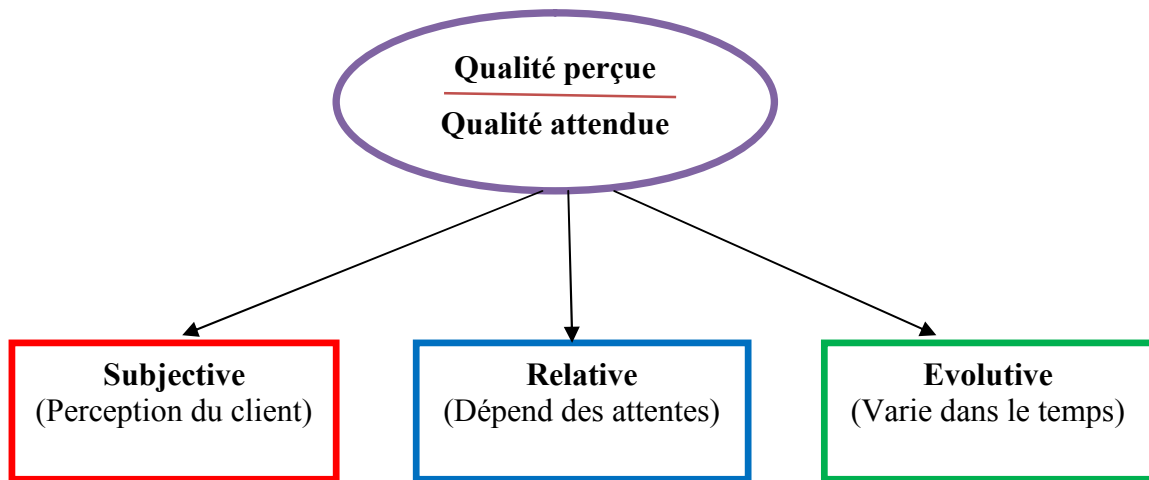 Qualité perçue
Qualité attendue
Subjective
(Perception du client)
Relative
(Dépend des attentes)
Evolutive
(Varie dans le temps)